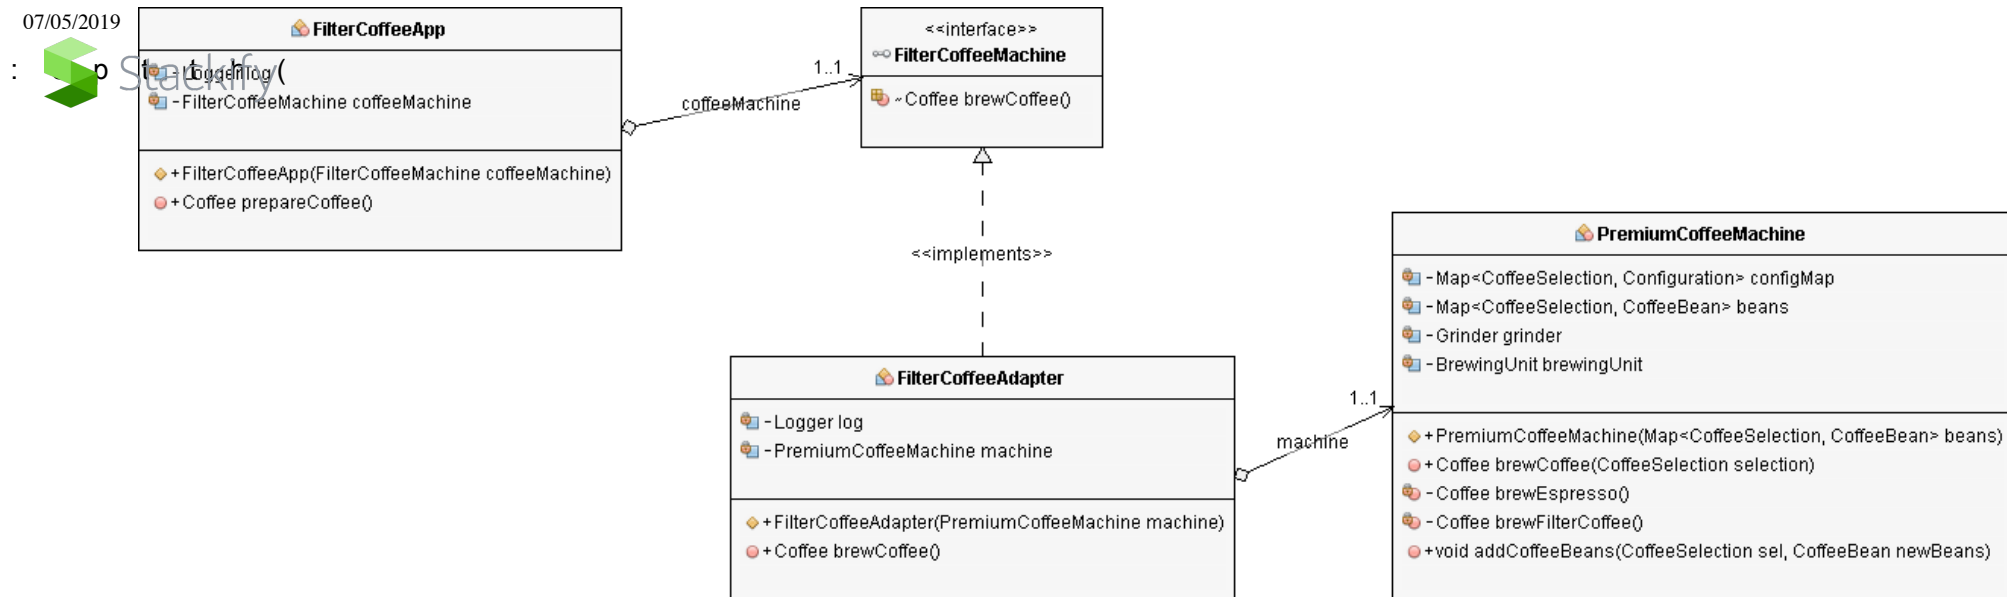 07/05/2019
Stackify
FilterCoffeeApp
- Logger log
- FilterCoffeeMachine coffeeMachine
+ FilterCoffeeApp(FilterCoffeeMachine coffeeMachine)
+ Coffee prepareCoffee()
coffeeMachine
1..1
<<interface>>
FilterCoffeeMachine
~ Coffee brewCoffee()
<<implements>>
FilterCoffeeAdapter
- Logger log
- PremiumCoffeeMachine machine
+ FilterCoffeeAdapter(PremiumCoffeeMachine machine)
+ Coffee brewCoffee()
machine
1..1
PremiumCoffeeMachine
- Map<CoffeeSelection, Configuration> configMap
- Map<CoffeeSelection, CoffeeBean> beans
- Grinder grinder
- BrewingUnit brewingUnit
+ PremiumCoffeeMachine(Map<CoffeeSelection, CoffeeBean> beans)
+ Coffee brewCoffee(CoffeeSelection selection)
- Coffee brewEspresso()
- Coffee brewFilterCoffee()
+ void addCoffeeBeans(CoffeeSelection sel, CoffeeBean newBeans)